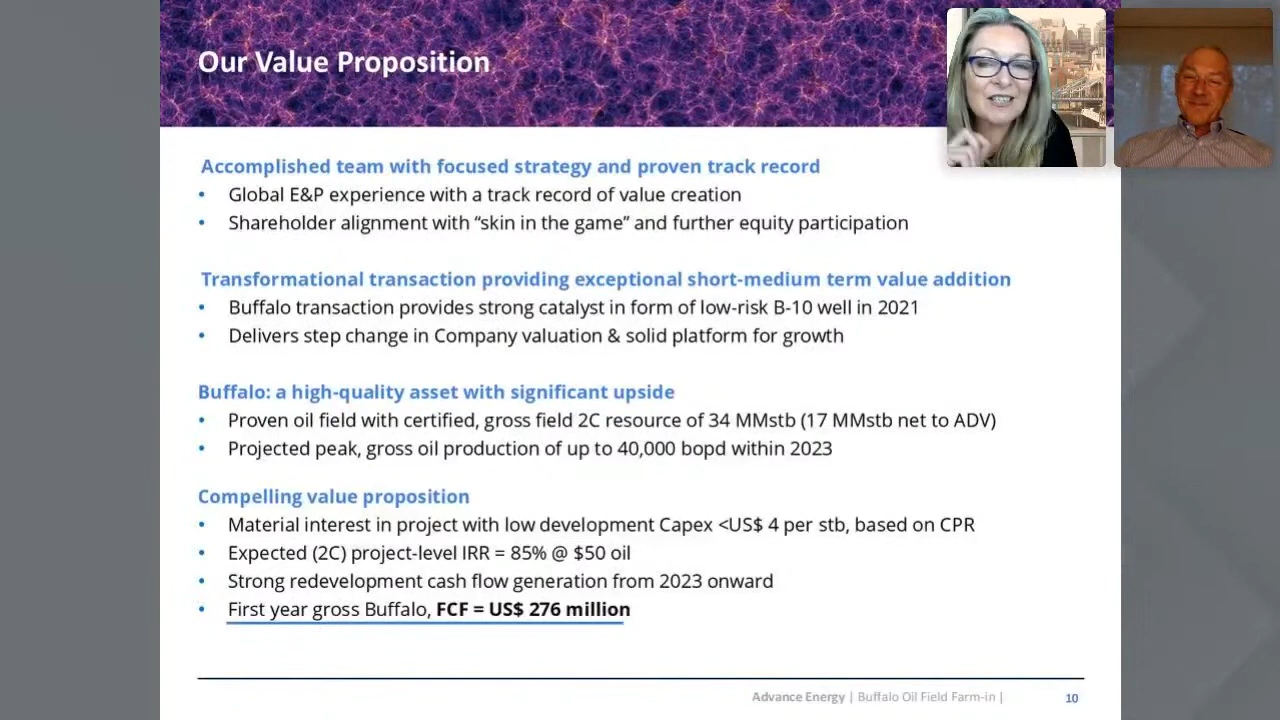 Our Value Proposition
Accomplished team with focused strategy and proven track record
• Global E&P experience with a track record of value creation
• Shareholder alignment with “skin in the game” and further equity participation
Transformational transaction providing exceptional short-medium term value addition
• Buffalo transaction provides strong catalyst in form of low-risk B-10 well in 2021
• Delivers step change in Company valuation & solid platform for growth
Buffalo: a high-quality asset with significant upside
• Proven oil field with certified, gross field 2C resource of 34 MMstb (17 MMstb net to ADV)
• Projected peak, gross oil production of up to 40,000 bopd within 2023
Compelling value proposition
• Material interest in project with low development Capex <US$ 4 per stb, based on CPR
• Expected (2C) project-level IRR = 85% @ $50 oil
• Strong redevelopment cash flow generation from 2023 onward
• First year gross Buffalo, FCF = US$ 276 million
Advance Energy | Buffalo Oil Field Farm-in | 10